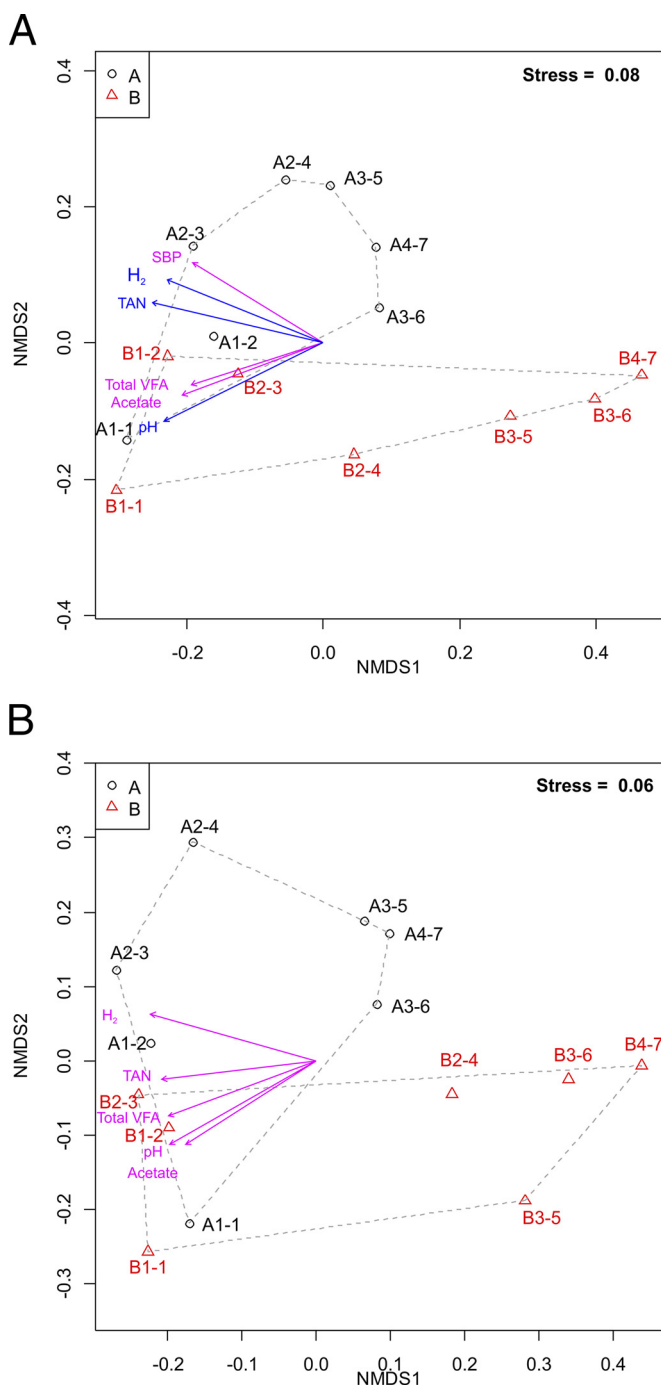 A
A
B
Stress = 0.08
0.4
0.2
0.0
-0.2
-0.4
NMDS2
A2-4
A3-5
A2-3
A4-7
SBP
H₂
TAN
A3-6
A1-2
B1-2
B2-3
B4-7
Total VFA
Acetate
B3-6
A1-1
pH
B3-5
B2-4
B1-1
-0.2
0.0
0.2
0.4
NMDS1
B
A
B
Stress = 0.06
0.4
0.3
0.2
0.1
0.0
-0.1
-0.2
-0.3
NMDS2
A2-4
A3-5
A4-7
A2-3
A3-6
H₂
A1-2
B4-7
B3-6
B2-4
TAN
B2-3
Total VFA
B1-2
pH
Acetate
B3-5
A1-1
B1-1
-0.2
-0.1
0.0
0.1
0.2
0.3
0.4
NMDS1